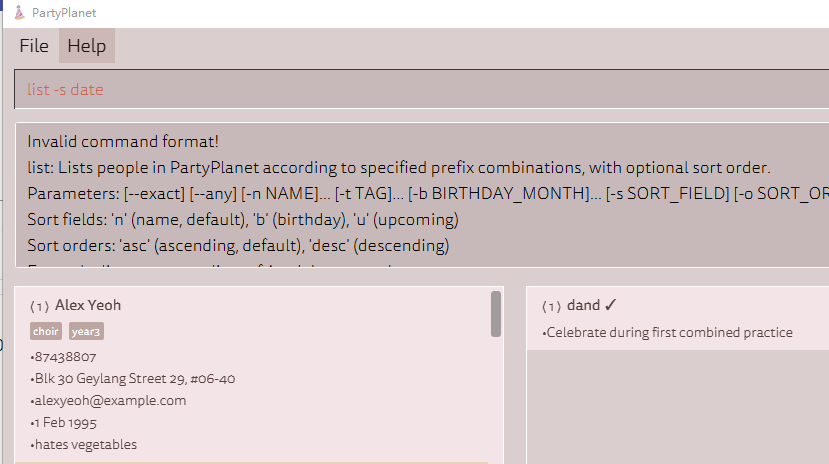 PartyPlanet
File Help
list -s date
Invalid command format!
list: Lists people in PartyPlanet according to specified prefix combinations, with optional sort order.
Parameters: [--exact] [--any] [-n NAME]... [-t TAG]... [-b BIRTHDAY_MONTH]... [-s SORT_FIELD] [-o SORT_OR
Sort fields: 'n' (name, default), 'b' (birthday), 'u' (upcoming)
Sort orders: 'asc' (ascending, default), 'desc' (descending)
(1) Alex Yeoh
choir year3
•87438807
•Blk 30 Geylang Street 29, #06-40
•alexyeoh@example.com
•1 Feb 1995
•hates vegetables
(1) dand ✓
•Celebrate during first combined practice